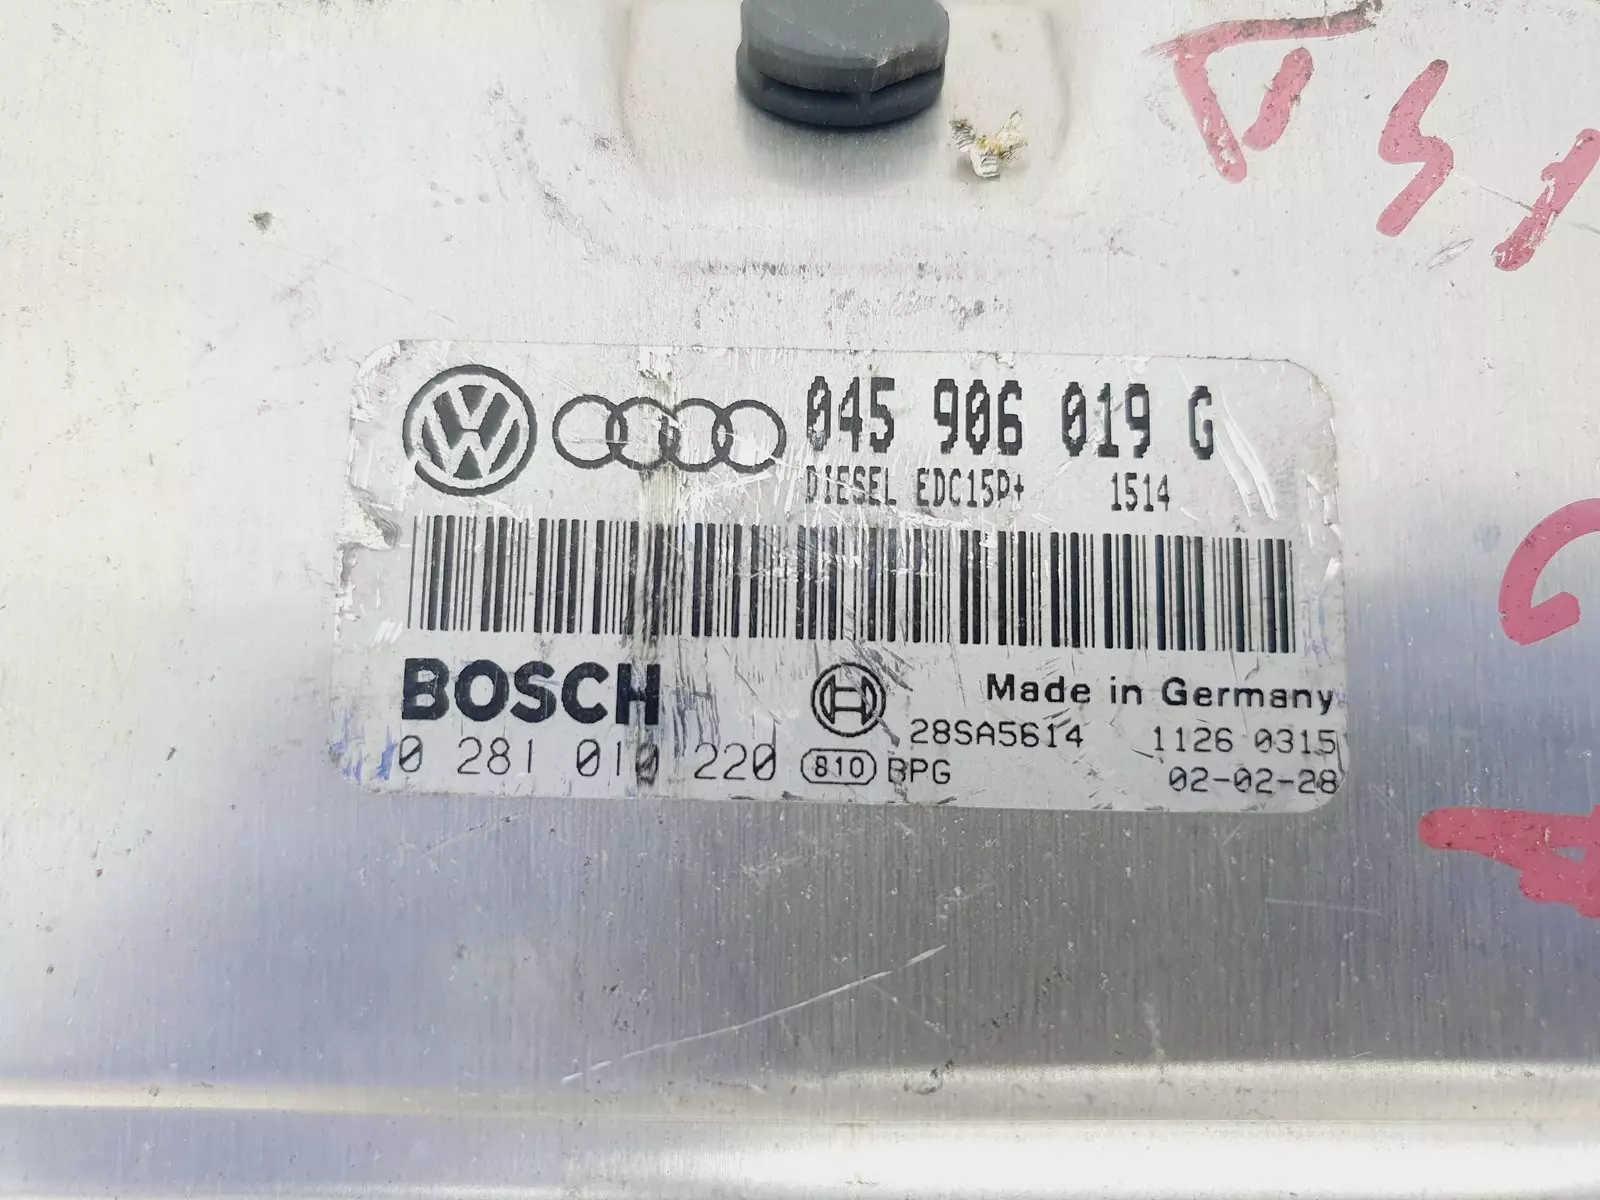 045 906 019 G
DIESEL EDC15P+ 1514
BOSCH
Made in Germany
28SA5614 1126 0315
0 281 010 220 810 BPG 02-02-28